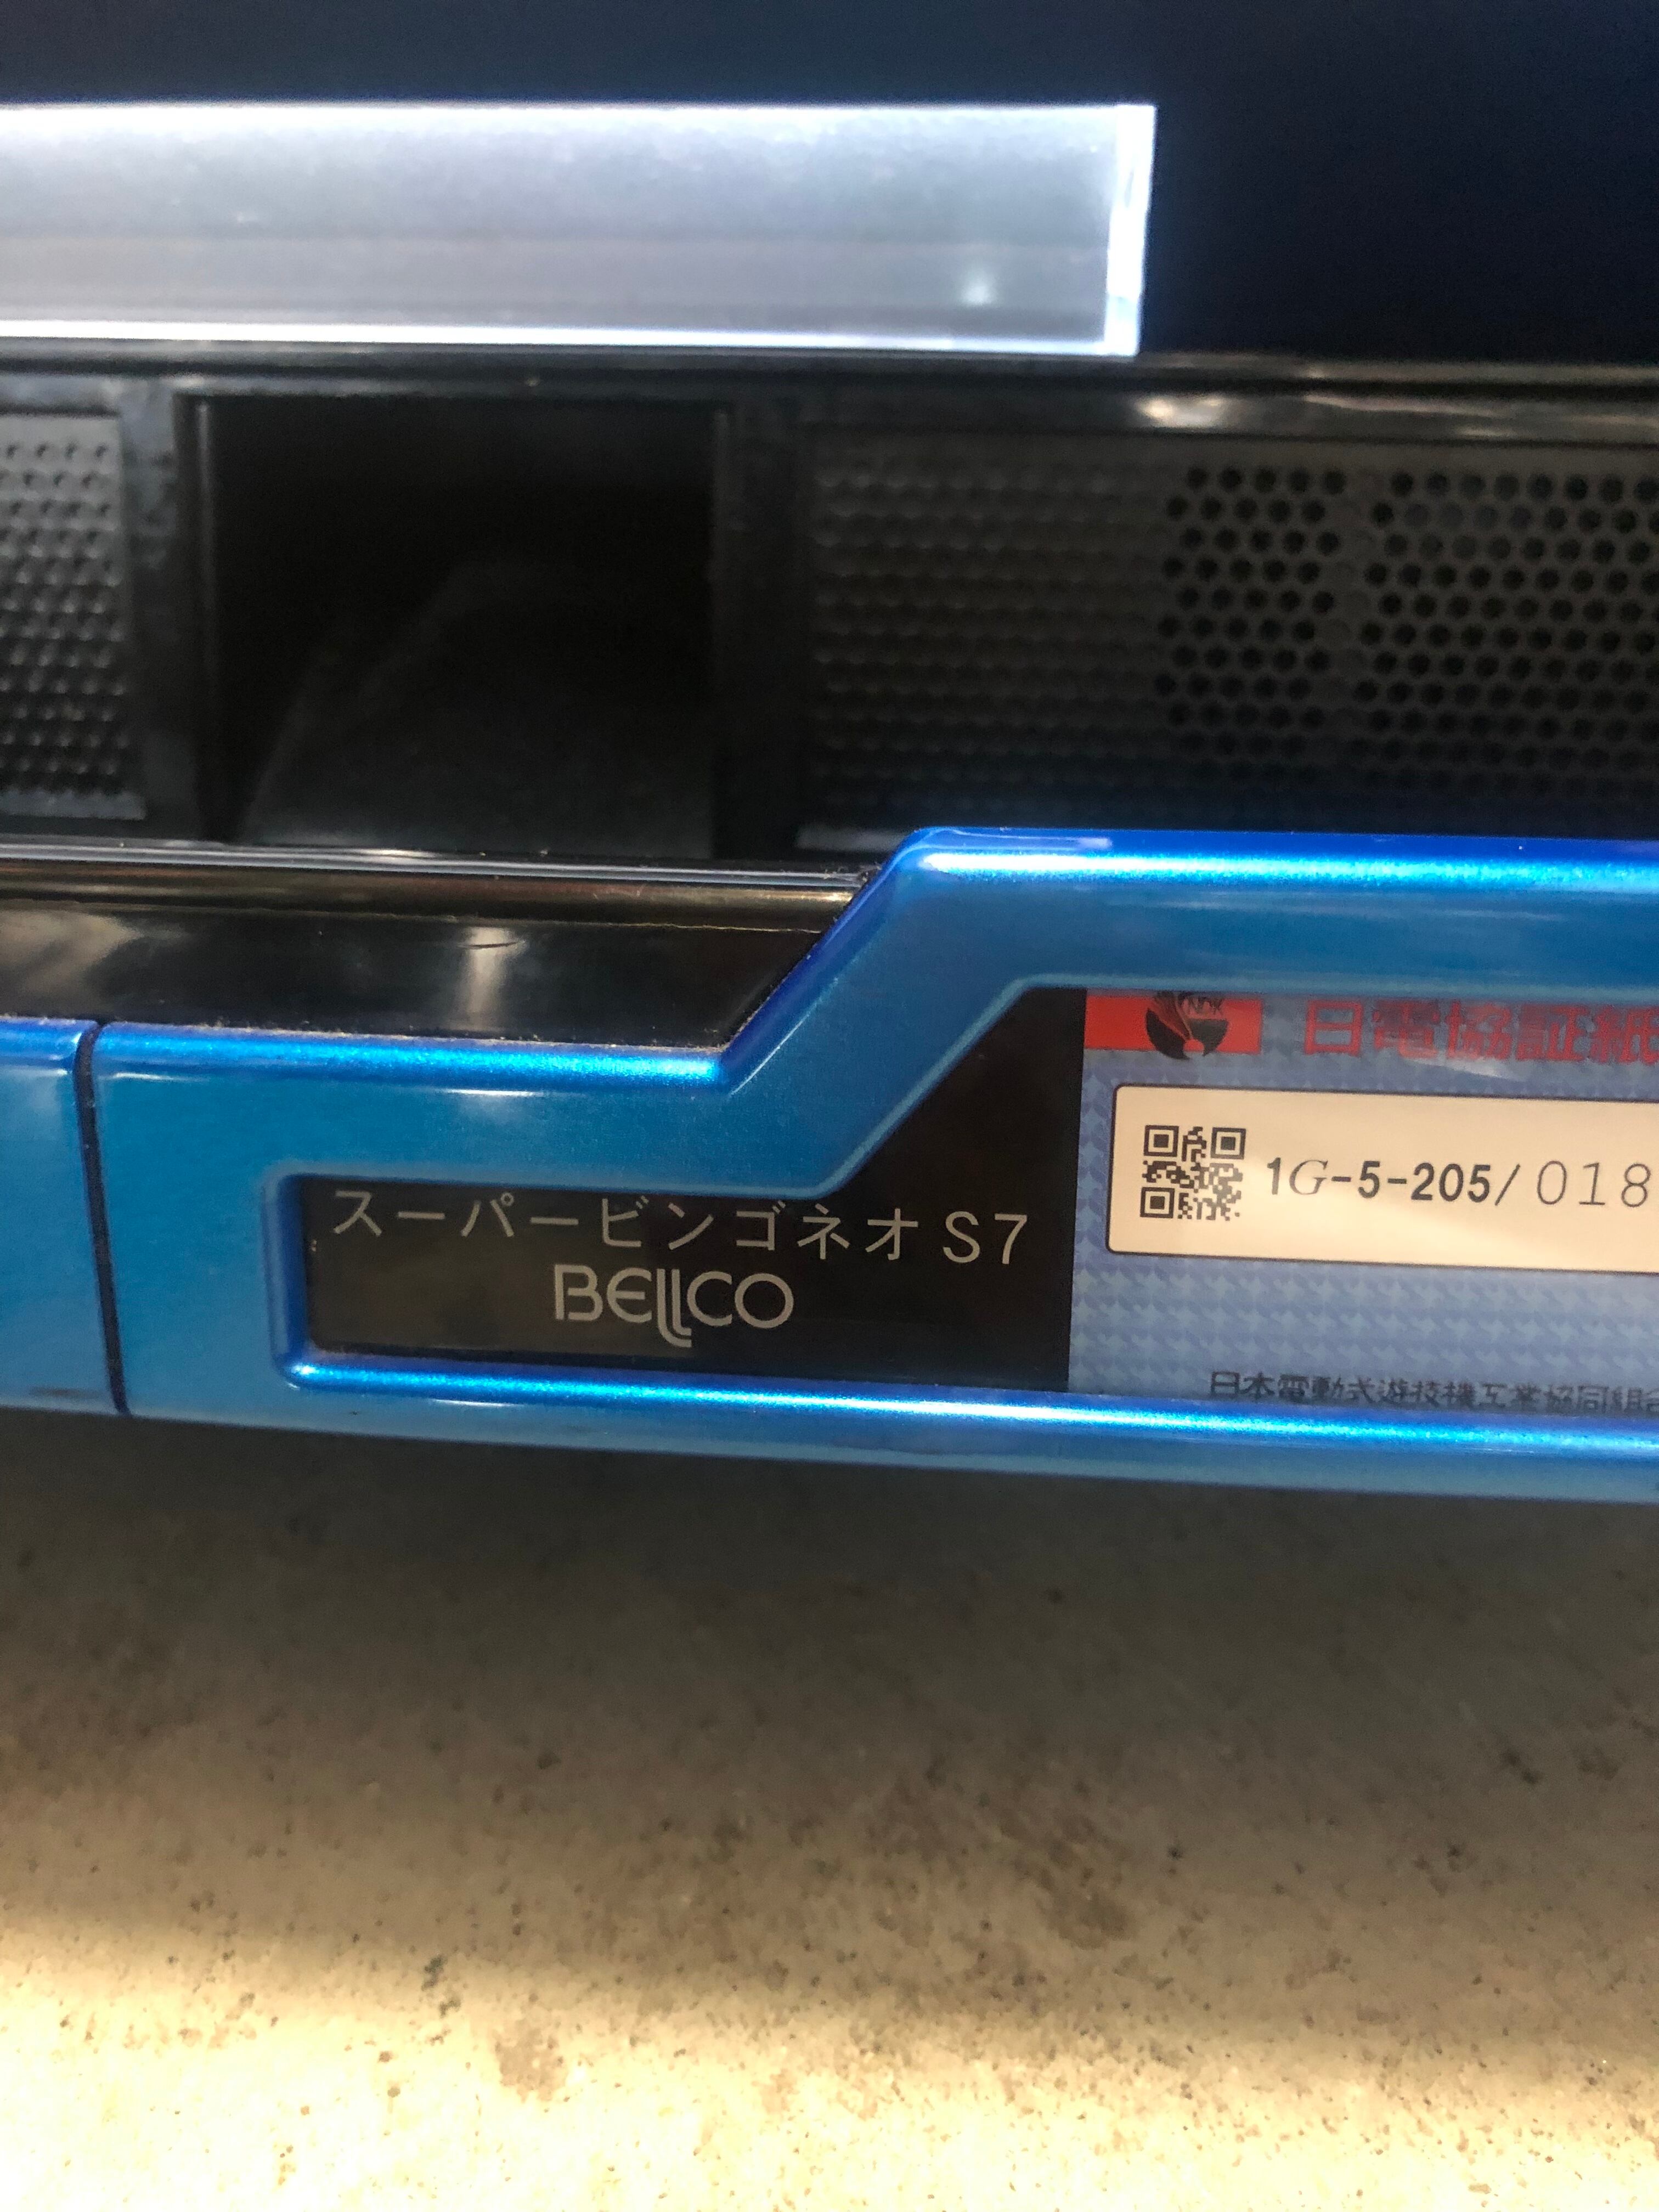 NDK 日電協証紙
1G-5-205/018
スーパービンゴネオ S7
BELLCO
日本電動式遊技機工業協同組合